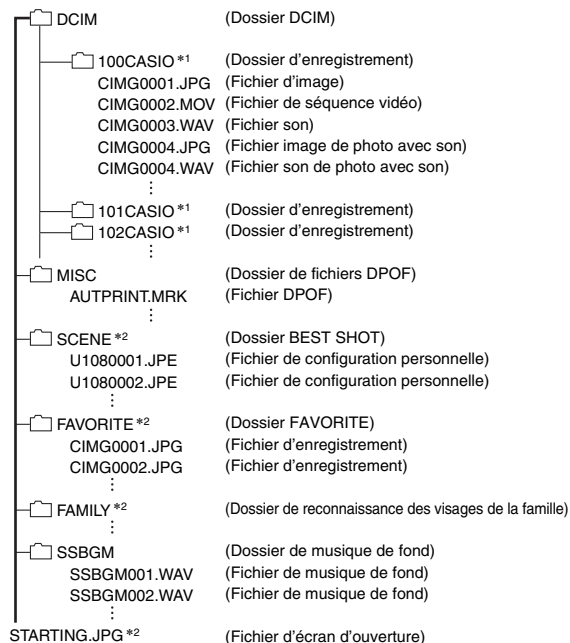 DCIM (Dossier DCIM)
100CASIO *1 (Dossier d'enregistrement)
CIMG0001.JPG (Fichier d'image)
CIMG0002.MOV (Fichier de séquence vidéo)
CIMG0003.WAV (Fichier son)
CIMG0004.JPG (Fichier image de photo avec son)
CIMG0004.WAV (Fichier son de photo avec son)
101CASIO *1 (Dossier d'enregistrement)
102CASIO *1 (Dossier d'enregistrement)
MISC (Dossier de fichiers DPOF)
AUTPRINT.MRK (Fichier DPOF)
SCENE *2 (Dossier BEST SHOT)
U1080001.JPE (Fichier de configuration personnelle)
U1080002.JPE (Fichier de configuration personnelle)
FAVORITE *2 (Dossier FAVORITE)
CIMG0001.JPG (Fichier d'enregistrement)
CIMG0002.JPG (Fichier d'enregistrement)
FAMILY *2 (Dossier de reconnaissance des visages de la famille)
SSBGM (Dossier de musique de fond)
SSBGM001.WAV (Fichier de musique de fond)
SSBGM002.WAV (Fichier de musique de fond)
STARTING.JPG *2 (Fichier d'écran d'ouverture)